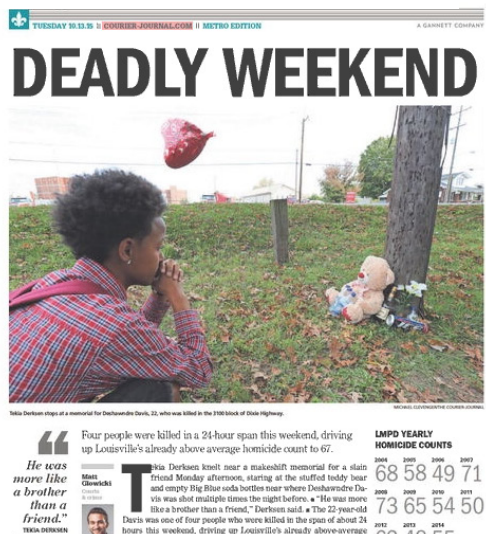 TUESDAY 10.13.15 || COURIER-JOURNAL.COM || METRO EDITION
A GANNETT COMPANY
DEADLY WEEKEND
MICHAEL CLEVENGER/THE COURIER-JOURNAL
Tekia Derksen stops at a memorial for Deshawndre Davis, 22, who was killed in the 3100 block of Dixie Highway.
Four people were killed in a 24-hour span this weekend, driving
up Louisville's already above average homicide count to 67.
He was
more like
a brother
than a
friend."
TEKIA DERKSEN
Matt
Glowicki
Tekia Derksen knelt near a makeshift memorial for a slain
friend Monday afternoon, staring at the stuffed teddy bear
and empty Big Blue soda bottles near where Deshawndre Da-
vis was shot multiple times the night before. ■ "He was more
like a brother than a friend," Derksen said. ■ The 22-year-old
Davis was one of four people who were killed in the span of about 24
hours this weekend, driving up Louisville's already above-average
LMPD YEARLY
HOMICIDE COUNTS
2004 2005 2006 2007
68 58 49 71
2008 2009 2010 2011
73 65 54 50
2012 2013 2014